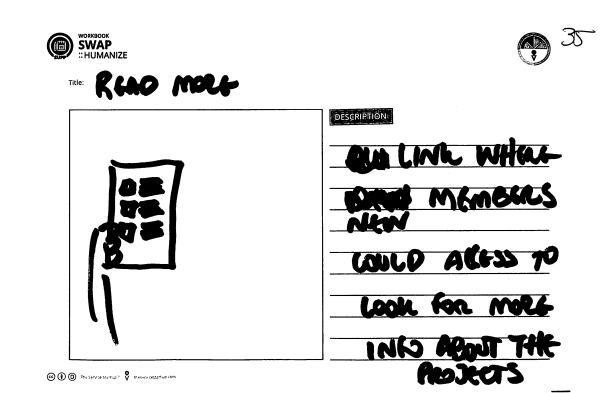 WORKBOOK
SWAP
::HUMANIZE
35
Title: READ MORE
DESCRIPTION
LINK WHERE
MEMBERS
NEW
COULD ACCESS TO
LOOK FOR MORE
INFO ABOUT THE
PROJECTS